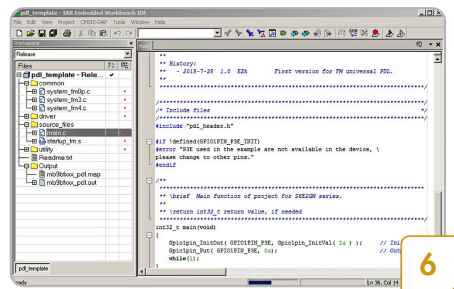 pdl_template - IAR Embedded Workbench IDE
File Edit View Project CMSIS-DAP Tools Window Help
Workspace
Release
Files
pdl_template - Rele...
common
system_fm0p.c
system_fm3.c
system_fm4.c
driver
source_files
main.c
startup_fm.s
utility
Readme.txt
Output
mb9bfxxx_pdl.map
mb9bfxxx_pdl.out
pdl_template
f()
**
** History:
** - 2015-7-25 1.0 EZh First version for FM universal PDL.
**
******************************************************************************/
/******************************************************************************/
/* Include files */
/******************************************************************************/
#include "pdl_header.h"
#if !defined(GPIO1PIN_P3E_INIT)
#error "P3E used in the example are not available in the device, \
please change to other pins."
#endif
/**
******************************************************************************
** \brief Main function of project for S6E2GM series.
**
** \return int32_t return value, if needed
******************************************************************************/
int32_t main(void)
{
Gpio1pin_InitOut( GPIO1PIN_P3E, Gpio1pin_InitVal( 1u ) ); // Ini
Gpio1pin_Put( GPIO1PIN_P3E, 0u); // Out
while(1);
}
Ready
Ln 36, Col 14
6